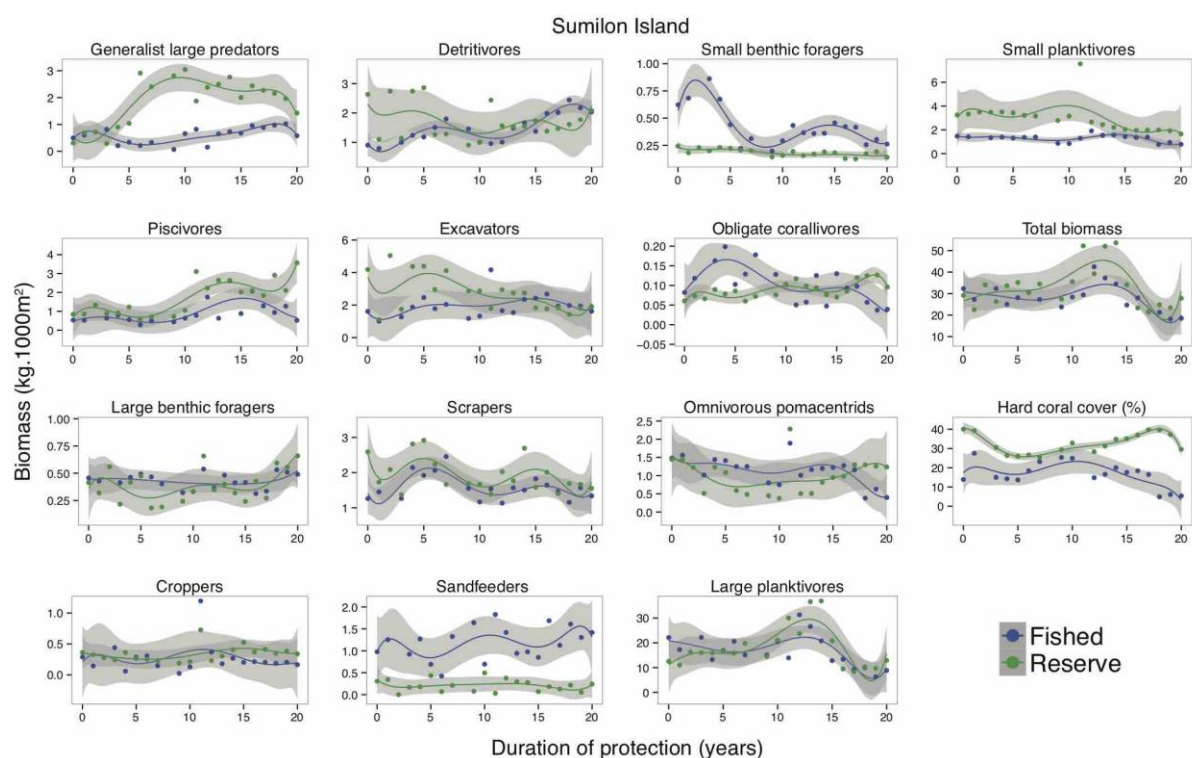 Sumilon Island
Generalist large predators
3
2
1
0
0 5 10 15 20
Detritivores
3
2
1
0 5 10 15 20
Small benthic foragers
1.00
0.75
0.50
0.25
0 5 10 15 20
Small planktivores
6
4
2
0
0 5 10 15 20
Piscivores
4
3
2
1
0
0 5 10 15 20
Excavators
6
4
2
0
0 5 10 15 20
Obligate corallivores
0.20
0.15
0.10
0.05
0.00
−0.05
0 5 10 15 20
Total biomass
50
40
30
20
10
0 5 10 15 20
Biomass (kg.1000m²)
Large benthic foragers
1.00
0.75
0.50
0.25
0 5 10 15 20
Scrapers
3
2
1
0 5 10 15 20
Omnivorous pomacentrids
2.5
2.0
1.5
1.0
0.5
0.0
0 5 10 15 20
Hard coral cover (%)
40
30
20
10
0
0 5 10 15 20
Croppers
1.0
0.5
0.0
0 5 10 15 20
Sandfeeders
2.0
1.5
1.0
0.5
0.0
0 5 10 15 20
Large planktivores
30
20
10
0
0 5 10 15 20
Fished
Reserve
Duration of protection (years)